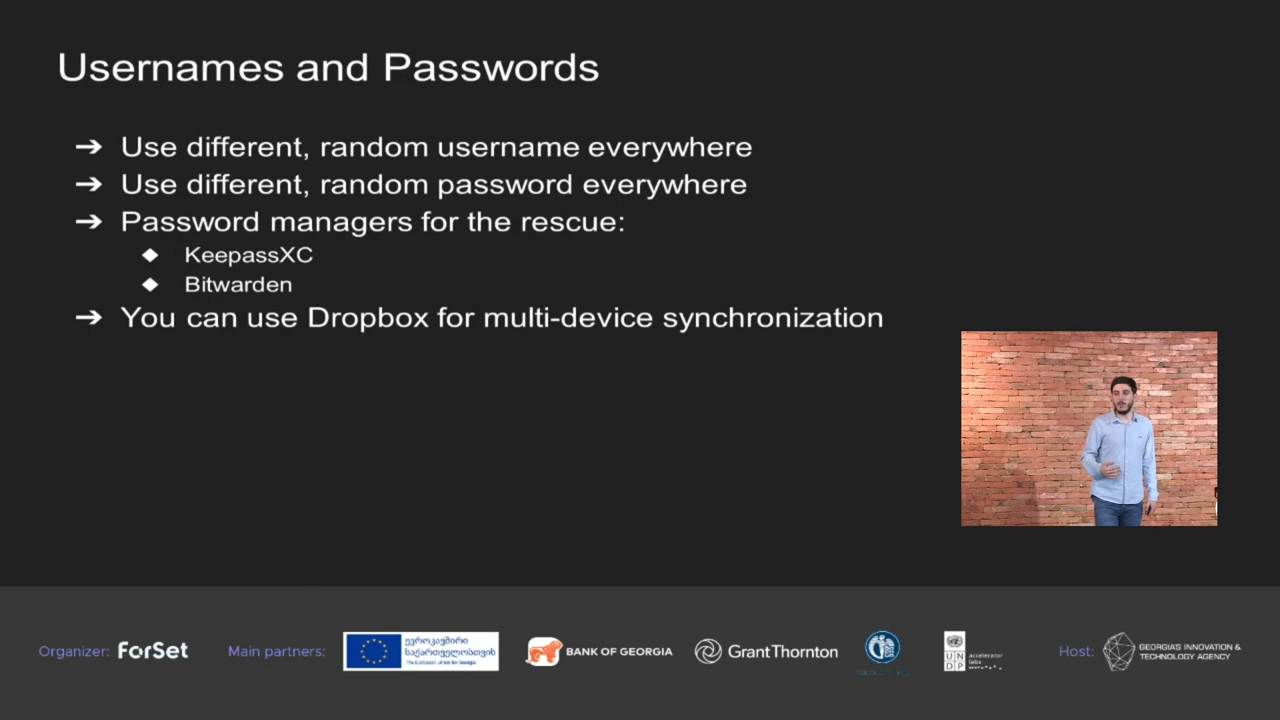 Usernames and Passwords
➔ Use different, random username everywhere
➔ Use different, random password everywhere
➔ Password managers for the rescue:
◆ KeepassXC
◆ Bitwarden
➔ You can use Dropbox for multi-device synchronization
Organizer: ForSet
Main partners:
ევროკავშირი
საქართველოსთვის
The European Union for Georgia
BANK OF GEORGIA
GrantThornton
UN
DP
accelerator
labs
Host:
GEORGIA'S INNOVATION &
TECHNOLOGY AGENCY